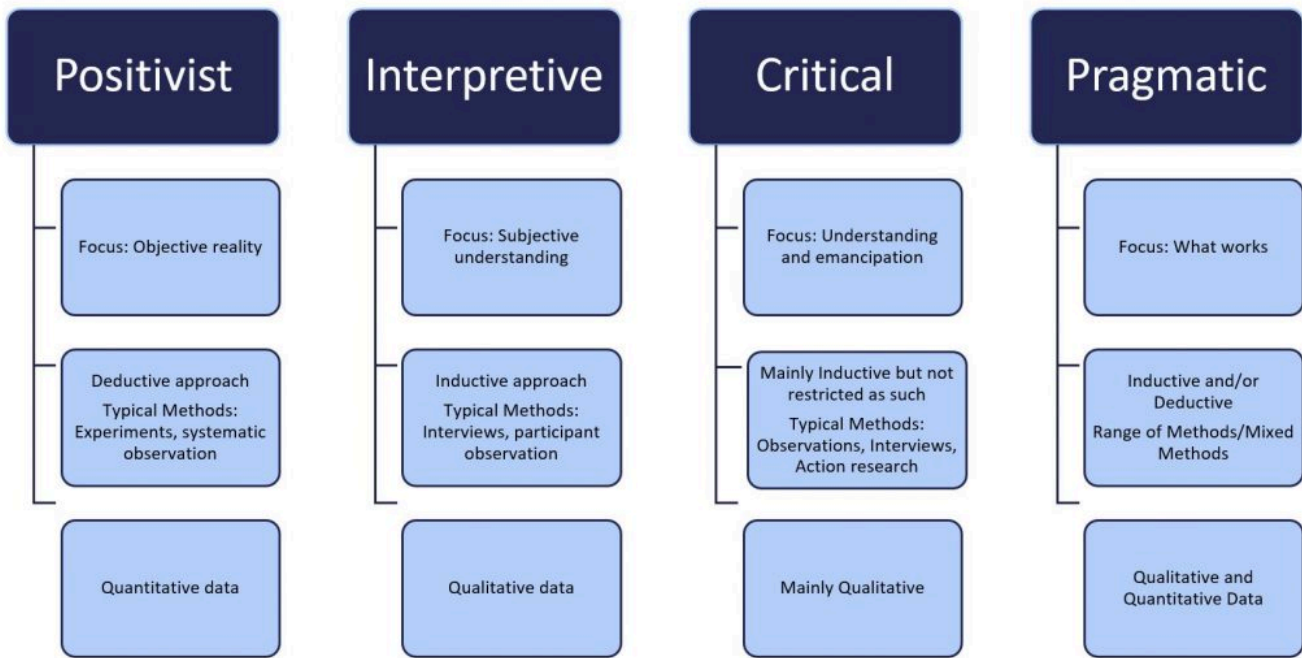 Positivist
Focus: Objective reality
Deductive approach
Typical Methods:
Experiments, systematic
observation
Quantitative data
Interpretive
Focus: Subjective
understanding
Inductive approach
Typical Methods:
Interviews, participant
observation
Qualitative data
Critical
Focus: Understanding
and emancipation
Mainly Inductive but not
restricted as such
Typical Methods:
Observations, Interviews,
Action research
Mainly Qualitative
Pragmatic
Focus: What works
Inductive and/or
Deductive
Range of Methods/Mixed
Methods
Qualitative and
Quantitative Data